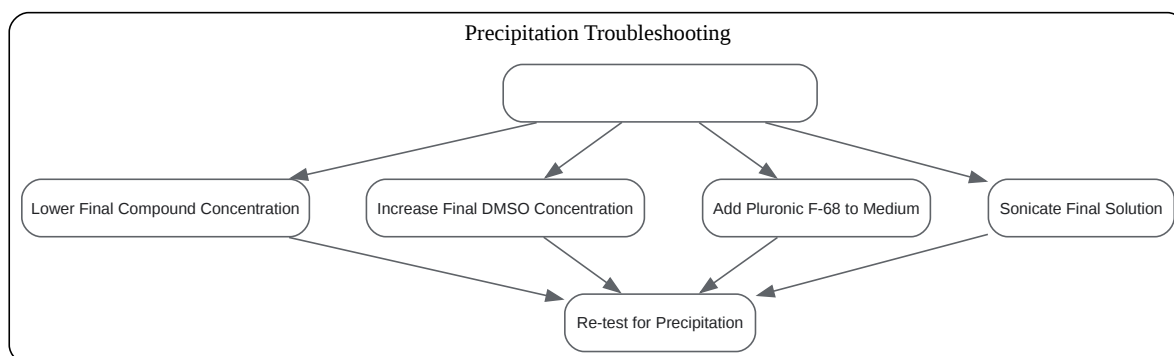 Precipitation Troubleshooting
Lower Final Compound Concentration
Increase Final DMSO Concentration
Add Pluronic F-68 to Medium
Sonicate Final Solution
Re-test for Precipitation